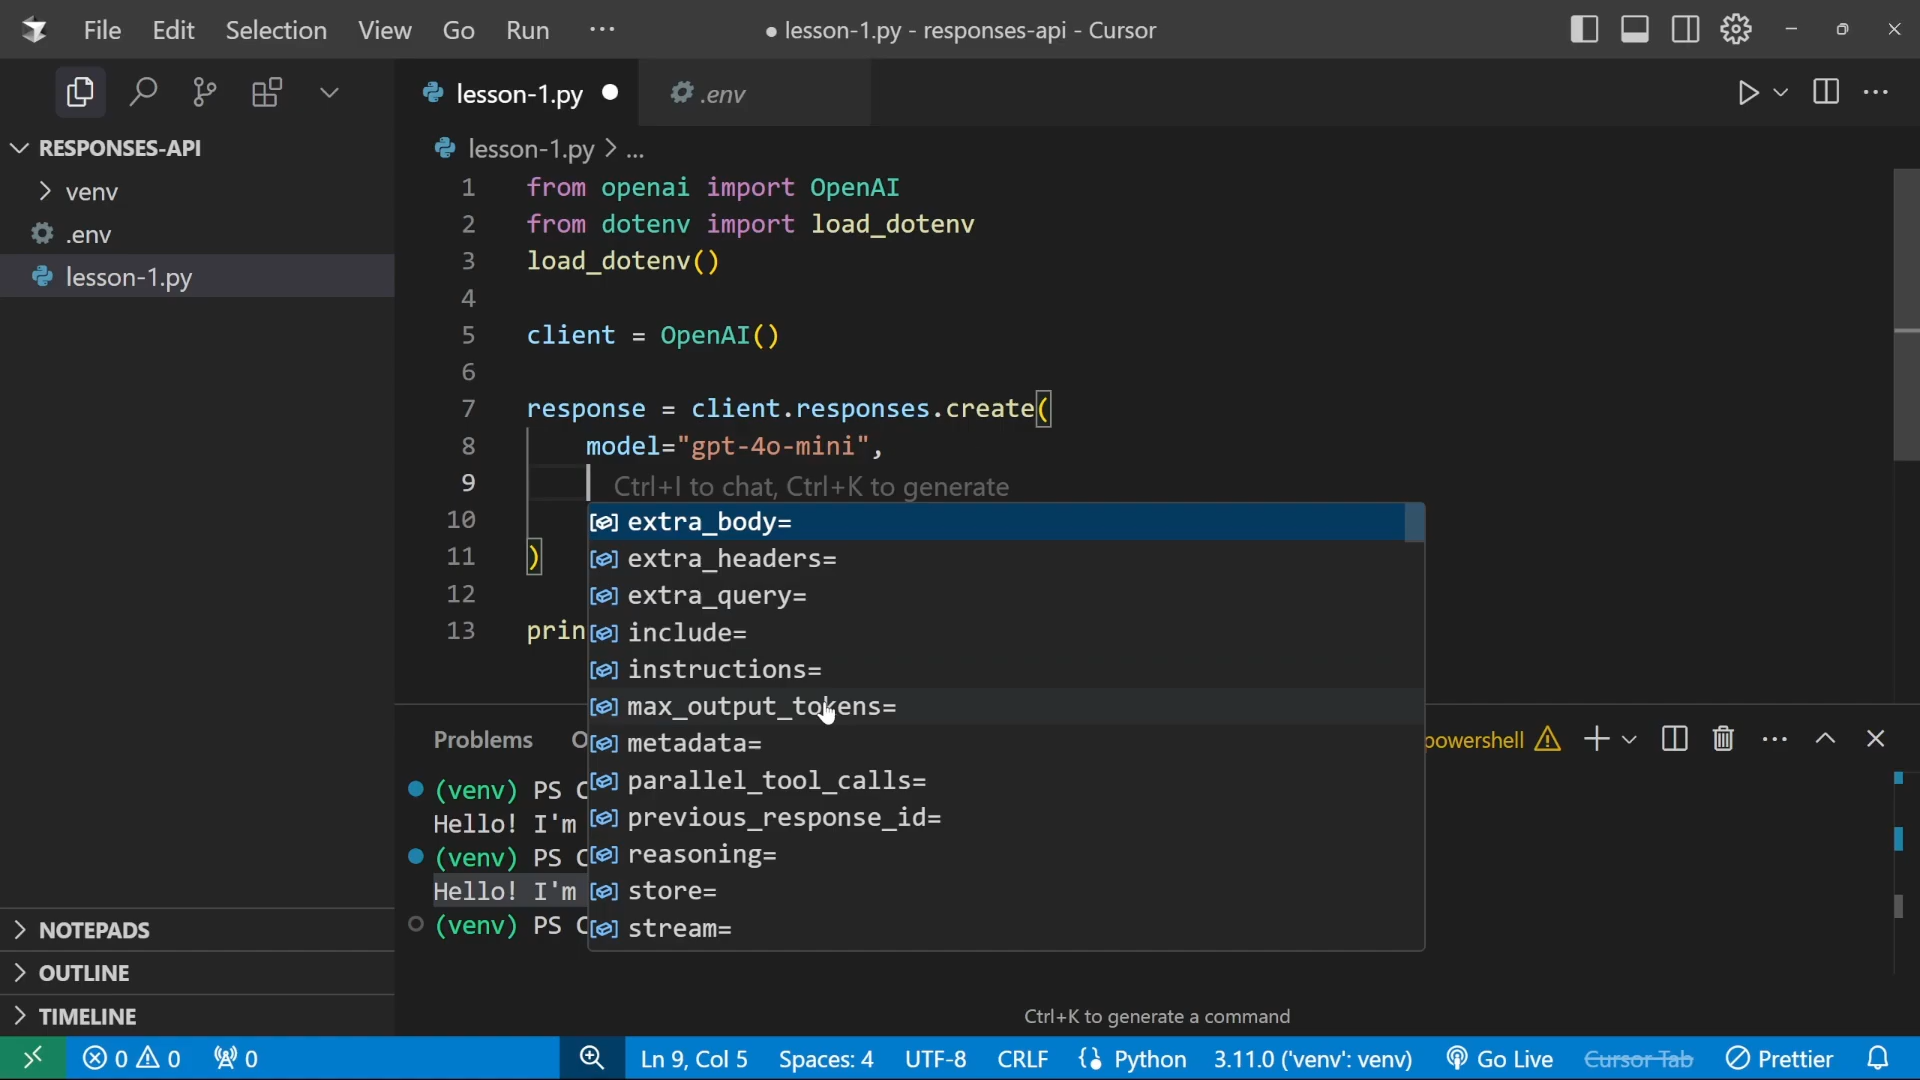 File Edit Selection View Go Run ···
● lesson-1.py - responses-api - Cursor
lesson-1.py
.env
RESPONSES-API
venv
.env
lesson-1.py
NOTEPADS
OUTLINE
TIMELINE
lesson-1.py > ...
1 from openai import OpenAI
2 from dotenv import load_dotenv
3 load_dotenv()
4
5 client = OpenAI()
6
7 response = client.responses.create(
8 model="gpt-4o-mini",
9 Ctrl+I to chat, Ctrl+K to generate
10
11 )
12
13 prin
extra_body=
extra_headers=
extra_query=
include=
instructions=
max_output_tokens=
metadata=
parallel_tool_calls=
previous_response_id=
reasoning=
store=
stream=
Problems O
powershell
(venv) PS C
Hello! I'm
(venv) PS C
Hello! I'm
(venv) PS C
Ctrl+K to generate a command
0 0 0 Ln 9, Col 5 Spaces: 4 UTF-8 CRLF {} Python 3.11.0 ('venv': venv) Go Live Cursor Tab Prettier